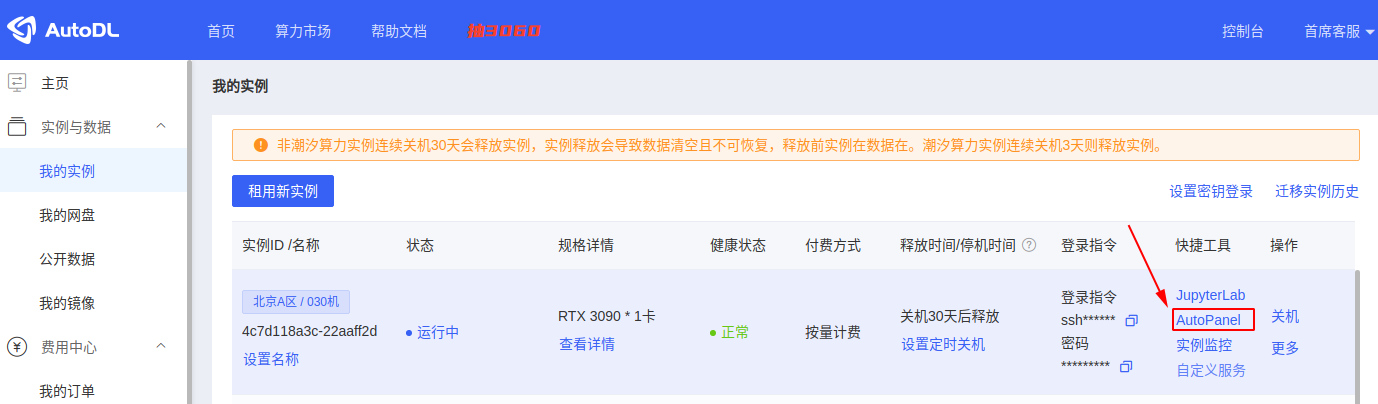 AutoDL 首页 算力市场 帮助文档 抽3060 控制台 首席客服
主页
实例与数据
我的实例
我的网盘
公开数据
我的镜像
费用中心
我的订单
我的实例
非潮汐算力实例连续关机30天会释放实例，实例释放会导致数据清空且不可恢复，释放前实例在数据在。潮汐算力实例连续关机3天则释放实例。
租用新实例 设置密钥登录 迁移实例历史
实例ID /名称 状态 规格详情 健康状态 付费方式 释放时间/停机时间 登录指令 快捷工具 操作
北京A区 / 030机
4c7d118a3c-22aaff2d
设置名称
运行中
RTX 3090 * 1卡
查看详情
正常
按量计费
关机30天后释放
设置定时关机
登录指令
ssh******
密码
*********
JupyterLab
AutoPanel
实例监控
自定义服务
关机
更多